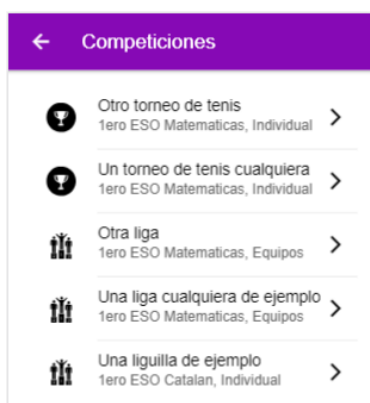 Competiciones
Otro torneo de tenis
1ero ESO Matematicas, Individual
Un torneo de tenis cualquiera
1ero ESO Matematicas, Individual
Otra liga
1ero ESO Matematicas, Equipos
Una liga cualquiera de ejemplo
1ero ESO Matematicas, Equipos
Una liguilla de ejemplo
1ero ESO Catalan, Individual